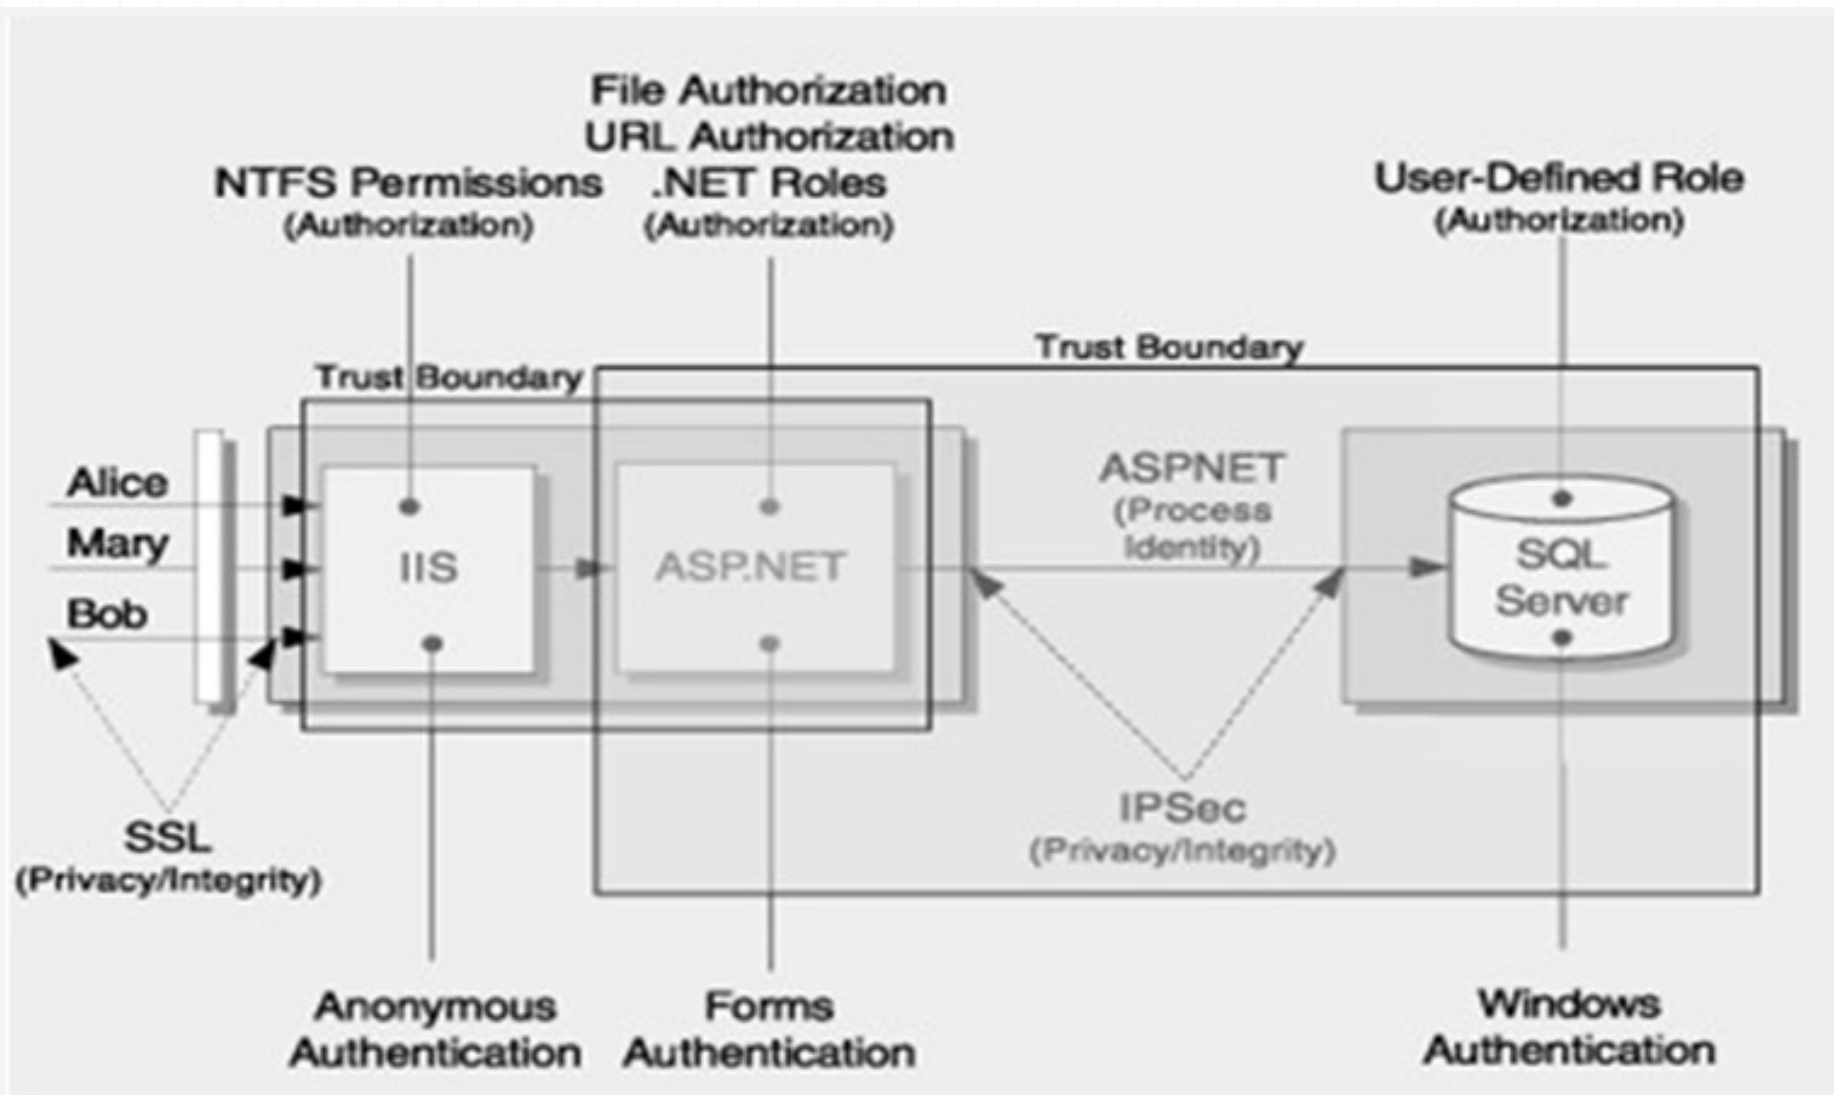 File Authorization
URL Authorization
NTFS Permissions
(Authorization)
.NET Roles
(Authorization)
User-Defined Role
(Authorization)
Trust Boundary
Trust Boundary
Alice
Mary
Bob
IIS
ASP.NET
ASPNET
(Process
Identity)
SQL
Server
SSL
(Privacy/Integrity)
IPSec
(Privacy/Integrity)
Anonymous
Authentication
Forms
Authentication
Windows
Authentication